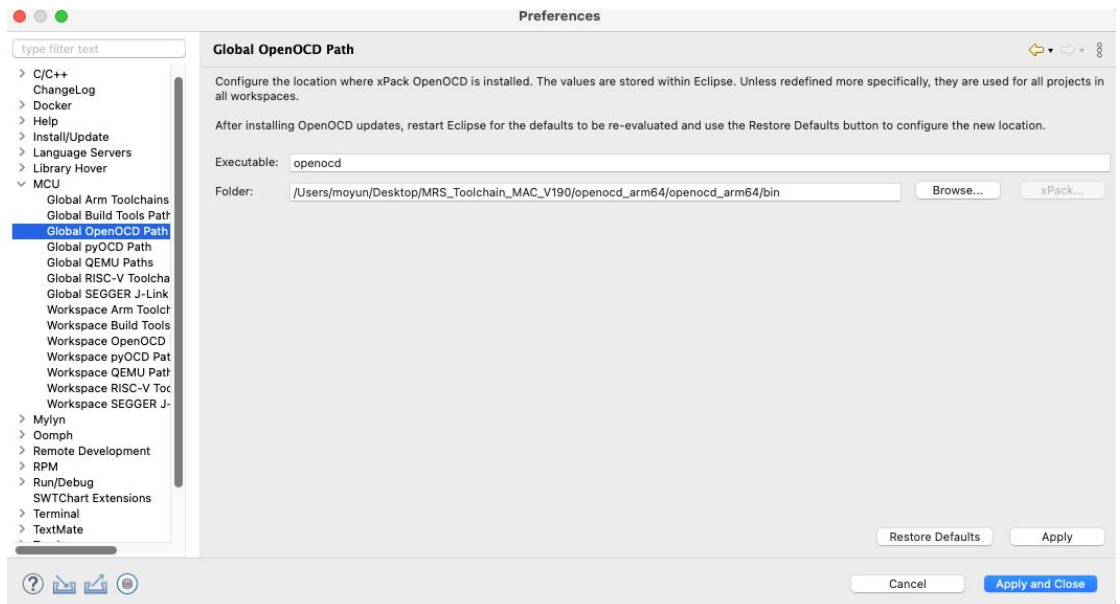 Preferences
type filter text
C/C++
ChangeLog
Docker
Help
Install/Update
Language Servers
Library Hover
MCU
Global Arm Toolchains
Global Build Tools Path
Global OpenOCD Path
Global pyOCD Path
Global QEMU Paths
Global RISC-V Toolcha
Global SEGGER J-Link
Workspace Arm Toolch
Workspace Build Tools
Workspace OpenOCD
Workspace pyOCD Pat
Workspace QEMU Path
Workspace RISC-V Too
Workspace SEGGER J-
Mylyn
Oomph
Remote Development
RPM
Run/Debug
SWTChart Extensions
Terminal
TextMate
Global OpenOCD Path
Configure the location where xPack OpenOCD is installed. The values are stored within Eclipse. Unless redefined more specifically, they are used for all projects in
all workspaces.
After installing OpenOCD updates, restart Eclipse for the defaults to be re-evaluated and use the Restore Defaults button to configure the new location.
Executable: openocd
Folder: /Users/moyun/Desktop/MRS_Toolchain_MAC_V190/openocd_arm64/openocd_arm64/bin Browse... xPack...
Restore Defaults Apply
Cancel Apply and Close